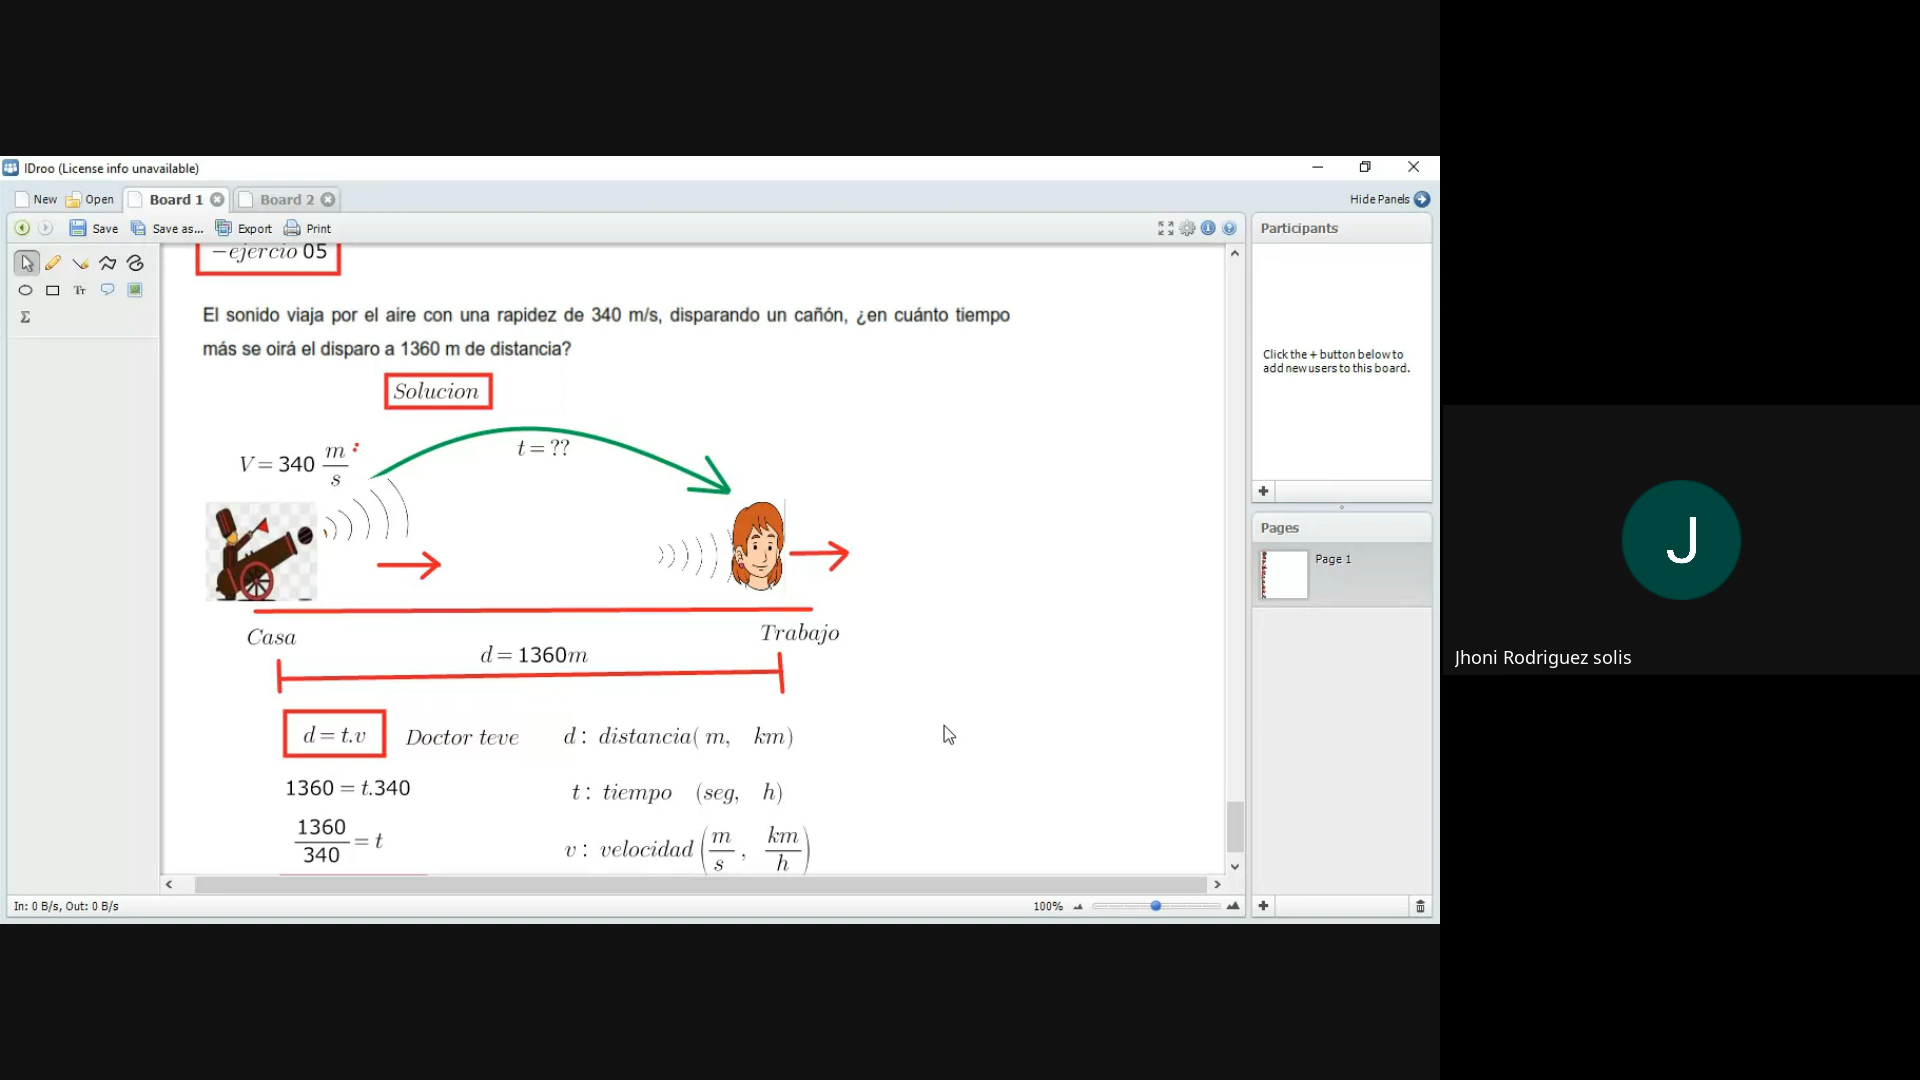 IDroo (License info unavailable)
New Open Board 1 Board 2 Hide Panels
Save Save as... Export Print
Participants
Click the + button below to
add new users to this board.
Pages
Page 1
Tr
Σ
−ejercio 05
El sonido viaja por el aire con una rapidez de 340 m/s, disparando un cañón, ¿en cuánto tiempo
más se oirá el disparo a 1360 m de distancia?
Solucion
V = 340 m/s
t = ??
Casa
Trabajo
d = 1360m
d = t.v Doctor teve d : distancia( m, km)
1360 = t.340 t : tiempo (seg, h)
1360/340 = t v : velocidad (m/s, km/h)
In: 0 B/s, Out: 0 B/s 100%
J
Jhoni Rodriguez solis